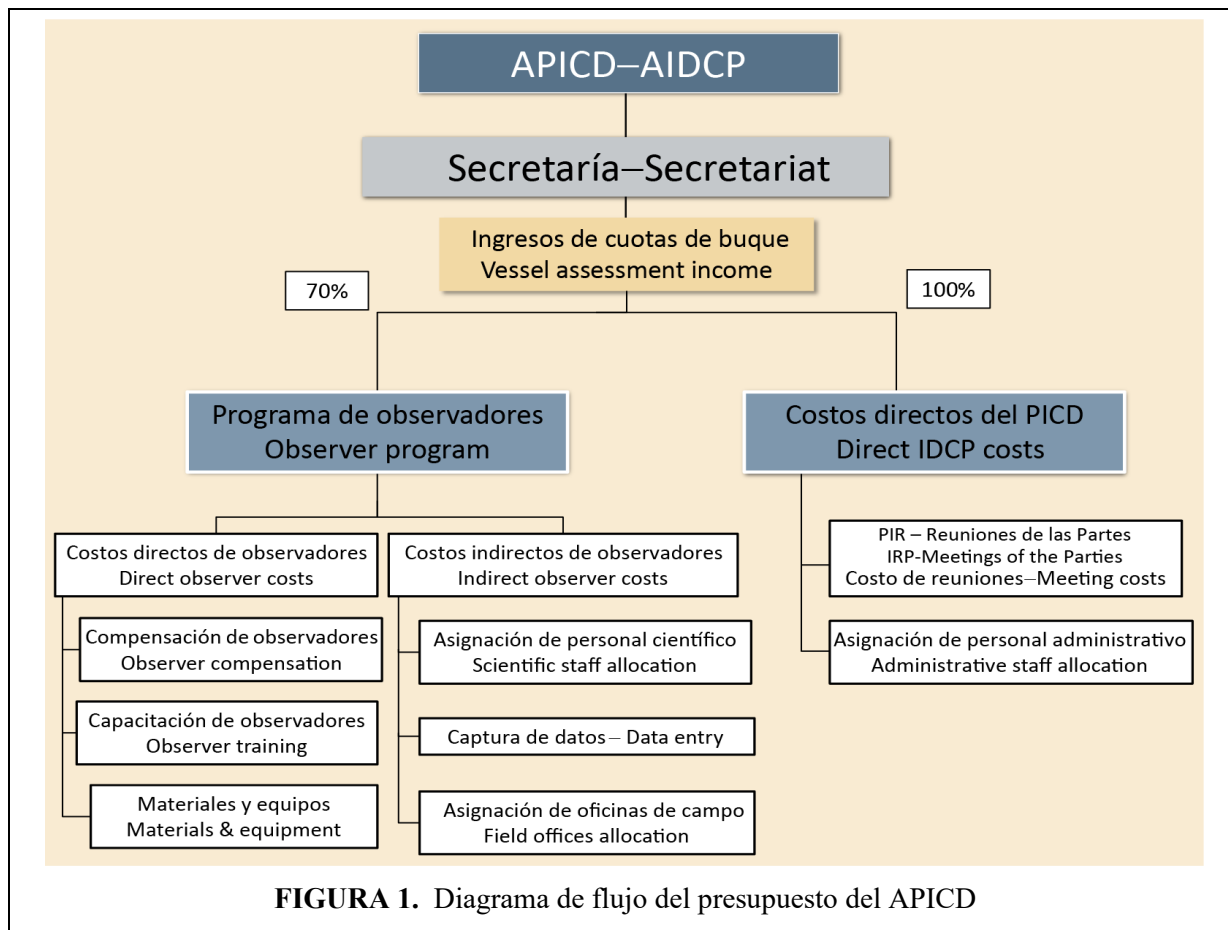 APICD–AIDCP
Secretaría–Secretariat
Ingresos de cuotas de buque
Vessel assessment income
70%
100%
Programa de observadores
Observer program
Costos directos del PICD
Direct IDCP costs
Costos directos de observadores
Direct observer costs
Compensación de observadores
Observer compensation
Capacitación de observadores
Observer training
Materiales y equipos
Materials & equipment
Costos indirectos de observadores
Indirect observer costs
Asignación de personal científico
Scientific staff allocation
Captura de datos – Data entry
Asignación de oficinas de campo
Field offices allocation
PIR – Reuniones de las Partes
IRP-Meetings of the Parties
Costo de reuniones–Meeting costs
Asignación de personal administrativo
Administrative staff allocation
FIGURA 1. Diagrama de flujo del presupuesto del APICD